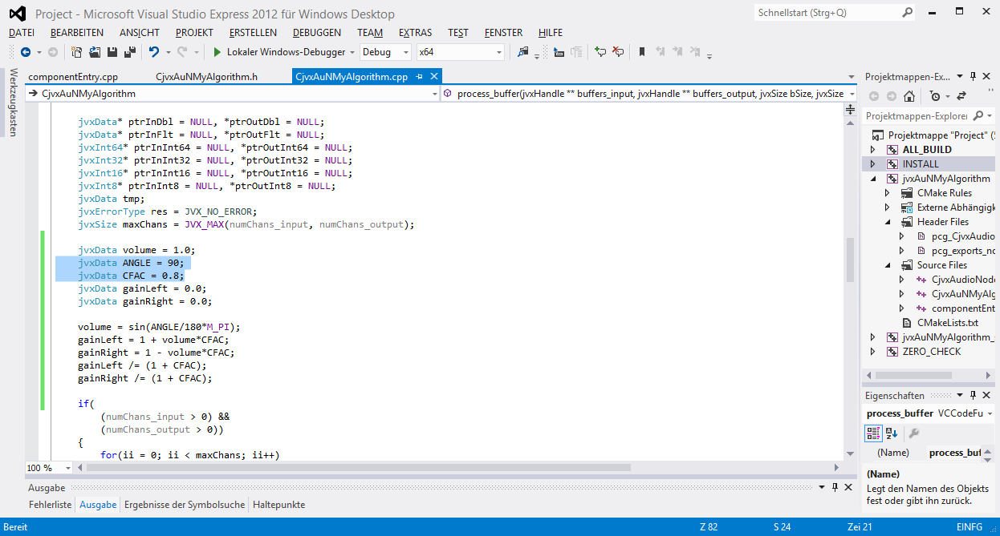 Project - Microsoft Visual Studio Express 2012 für Windows Desktop
Schnellstart (Strg+Q)
DATEI BEARBEITEN ANSICHT PROJEKT ERSTELLEN DEBUGGEN TEAM EXTRAS TEST FENSTER HILFE
Lokaler Windows-Debugger Debug x64
Werkzeugkasten
componentEntry.cpp CjvxAuNMyAlgorithm.h CjvxAuNMyAlgorithm.cpp
CjvxAuNMyAlgorithm process_buffer(jvxHandle ** buffers_input, jvxHandle ** buffers_output, jvxSize bSize, jvxSize
jvxData* ptrInDbl = NULL, *ptrOutDbl = NULL;
jvxData* ptrInFlt = NULL, *ptrOutFlt = NULL;
jvxInt64* ptrInInt64 = NULL, *ptrOutInt64 = NULL;
jvxInt32* ptrInInt32 = NULL, *ptrOutInt32 = NULL;
jvxInt16* ptrInInt16 = NULL, *ptrOutInt16 = NULL;
jvxInt8* ptrInInt8 = NULL, *ptrOutInt8 = NULL;
jvxData tmp;
jvxErrorType res = JVX_NO_ERROR;
jvxSize maxChans = JVX_MAX(numChans_input, numChans_output);
jvxData volume = 1.0;
jvxData ANGLE = 90;
jvxData CFAC = 0.8;
jvxData gainLeft = 0.0;
jvxData gainRight = 0.0;
volume = sin(ANGLE/180*M_PI);
gainLeft = 1 + volume*CFAC;
gainRight = 1 - volume*CFAC;
gainLeft /= (1 + CFAC);
gainRight /= (1 + CFAC);
if(
(numChans_input > 0) &&
(numChans_output > 0))
{
for(ii = 0; ii < maxChans; ii++)
100 %
Ausgabe
Fehlerliste Ausgabe Ergebnisse der Symbolsuche Haltepunkte
Projektmappen-Ex...
Projektmappen-Explorer
Projektmappe "Project" (5
ALL_BUILD
INSTALL
jvxAuNMyAlgorithm
CMake Rules
Externe Abhängigk
Header Files
pcg_CjvxAudio
pcg_exports_no
Source Files
CjvxAudioNode
CjvxAuNMyAlg
componentEnt
CMakeLists.txt
jvxAuNMyAlgorithm_
ZERO_CHECK
Eigenschaften
process_buffer VCCodeFu
(Name) process_buf
(Name)
Legt den Namen des Objekts
fest oder gibt ihn zurück.
Bereit Z 82 S 24 Zei 21 EINFG